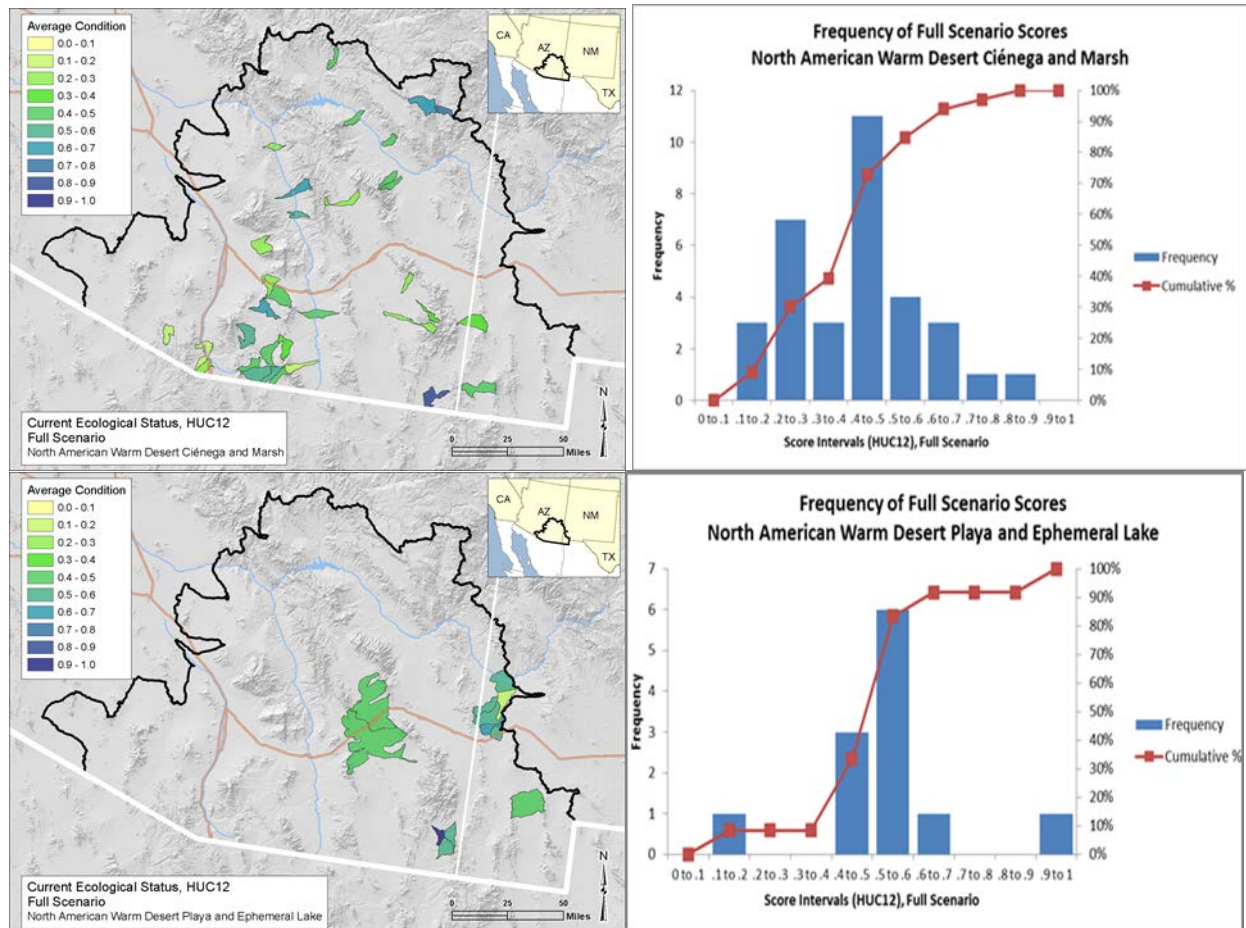 Average Condition
0.0 - 0.1
0.1 - 0.2
0.2 - 0.3
0.3 - 0.4
0.4 - 0.5
0.5 - 0.6
0.6 - 0.7
0.7 - 0.8
0.8 - 0.9
0.9 - 1.0
CA
AZ
NM
TX
N
Current Ecological Status, HUC12
Full Scenario
North American Warm Desert Ciénega and Marsh
0 25 50
Miles
Frequency of Full Scenario Scores
North American Warm Desert Ciénega and Marsh
12
10
8
6
4
2
0
Frequency
100%
90%
80%
70%
60%
50%
40%
30%
20%
10%
0%
Frequency
Cumulative %
0 to .1 .1 to .2 .2 to .3 .3 to .4 .4 to .5 .5 to .6 .6 to .7 .7 to .8 .8 to .9 .9 to 1
Score Intervals (HUC12), Full Scenario
Average Condition
0.0 - 0.1
0.1 - 0.2
0.2 - 0.3
0.3 - 0.4
0.4 - 0.5
0.5 - 0.6
0.6 - 0.7
0.7 - 0.8
0.8 - 0.9
0.9 - 1.0
CA
AZ
NM
TX
N
Current Ecological Status, HUC12
Full Scenario
North American Warm Desert Playa and Ephemeral Lake
0 25 50
Miles
Frequency of Full Scenario Scores
North American Warm Desert Playa and Ephemeral Lake
7
6
5
4
3
2
1
0
Frequency
100%
90%
80%
70%
60%
50%
40%
30%
20%
10%
0%
Frequency
Cumulative %
0 to .1 .1 to .2 .2 to .3 .3 to .4 .4 to .5 .5 to .6 .6 to .7 .7 to .8 .8 to .9 .9 to 1
Score Intervals (HUC12), Full Scenario